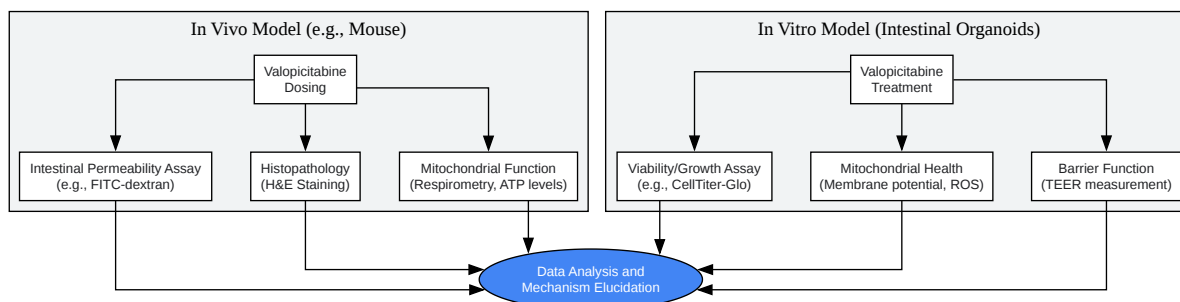 In Vivo Model (e.g., Mouse)
Valopicitabine
Dosing
Intestinal Permeability Assay
(e.g., FITC-dextran)
Histopathology
(H&E Staining)
Mitochondrial Function
(Respirometry, ATP levels)
In Vitro Model (Intestinal Organoids)
Valopicitabine
Treatment
Viability/Growth Assay
(e.g., CellTiter-Glo)
Mitochondrial Health
(Membrane potential, ROS)
Barrier Function
(TEER measurement)
Data Analysis and
Mechanism Elucidation